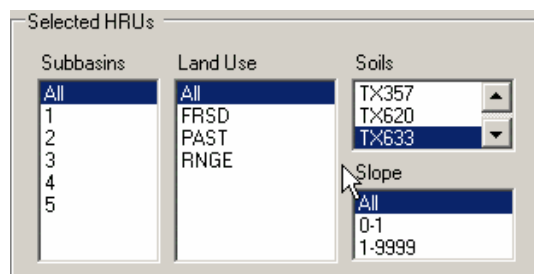 Selected HRUs
Subbasins
All
1
2
3
4
5
Land Use
All
FRSD
PAST
RNGE
Soils
TX357
TX620
TX633
Slope
All
0-1
1-9999